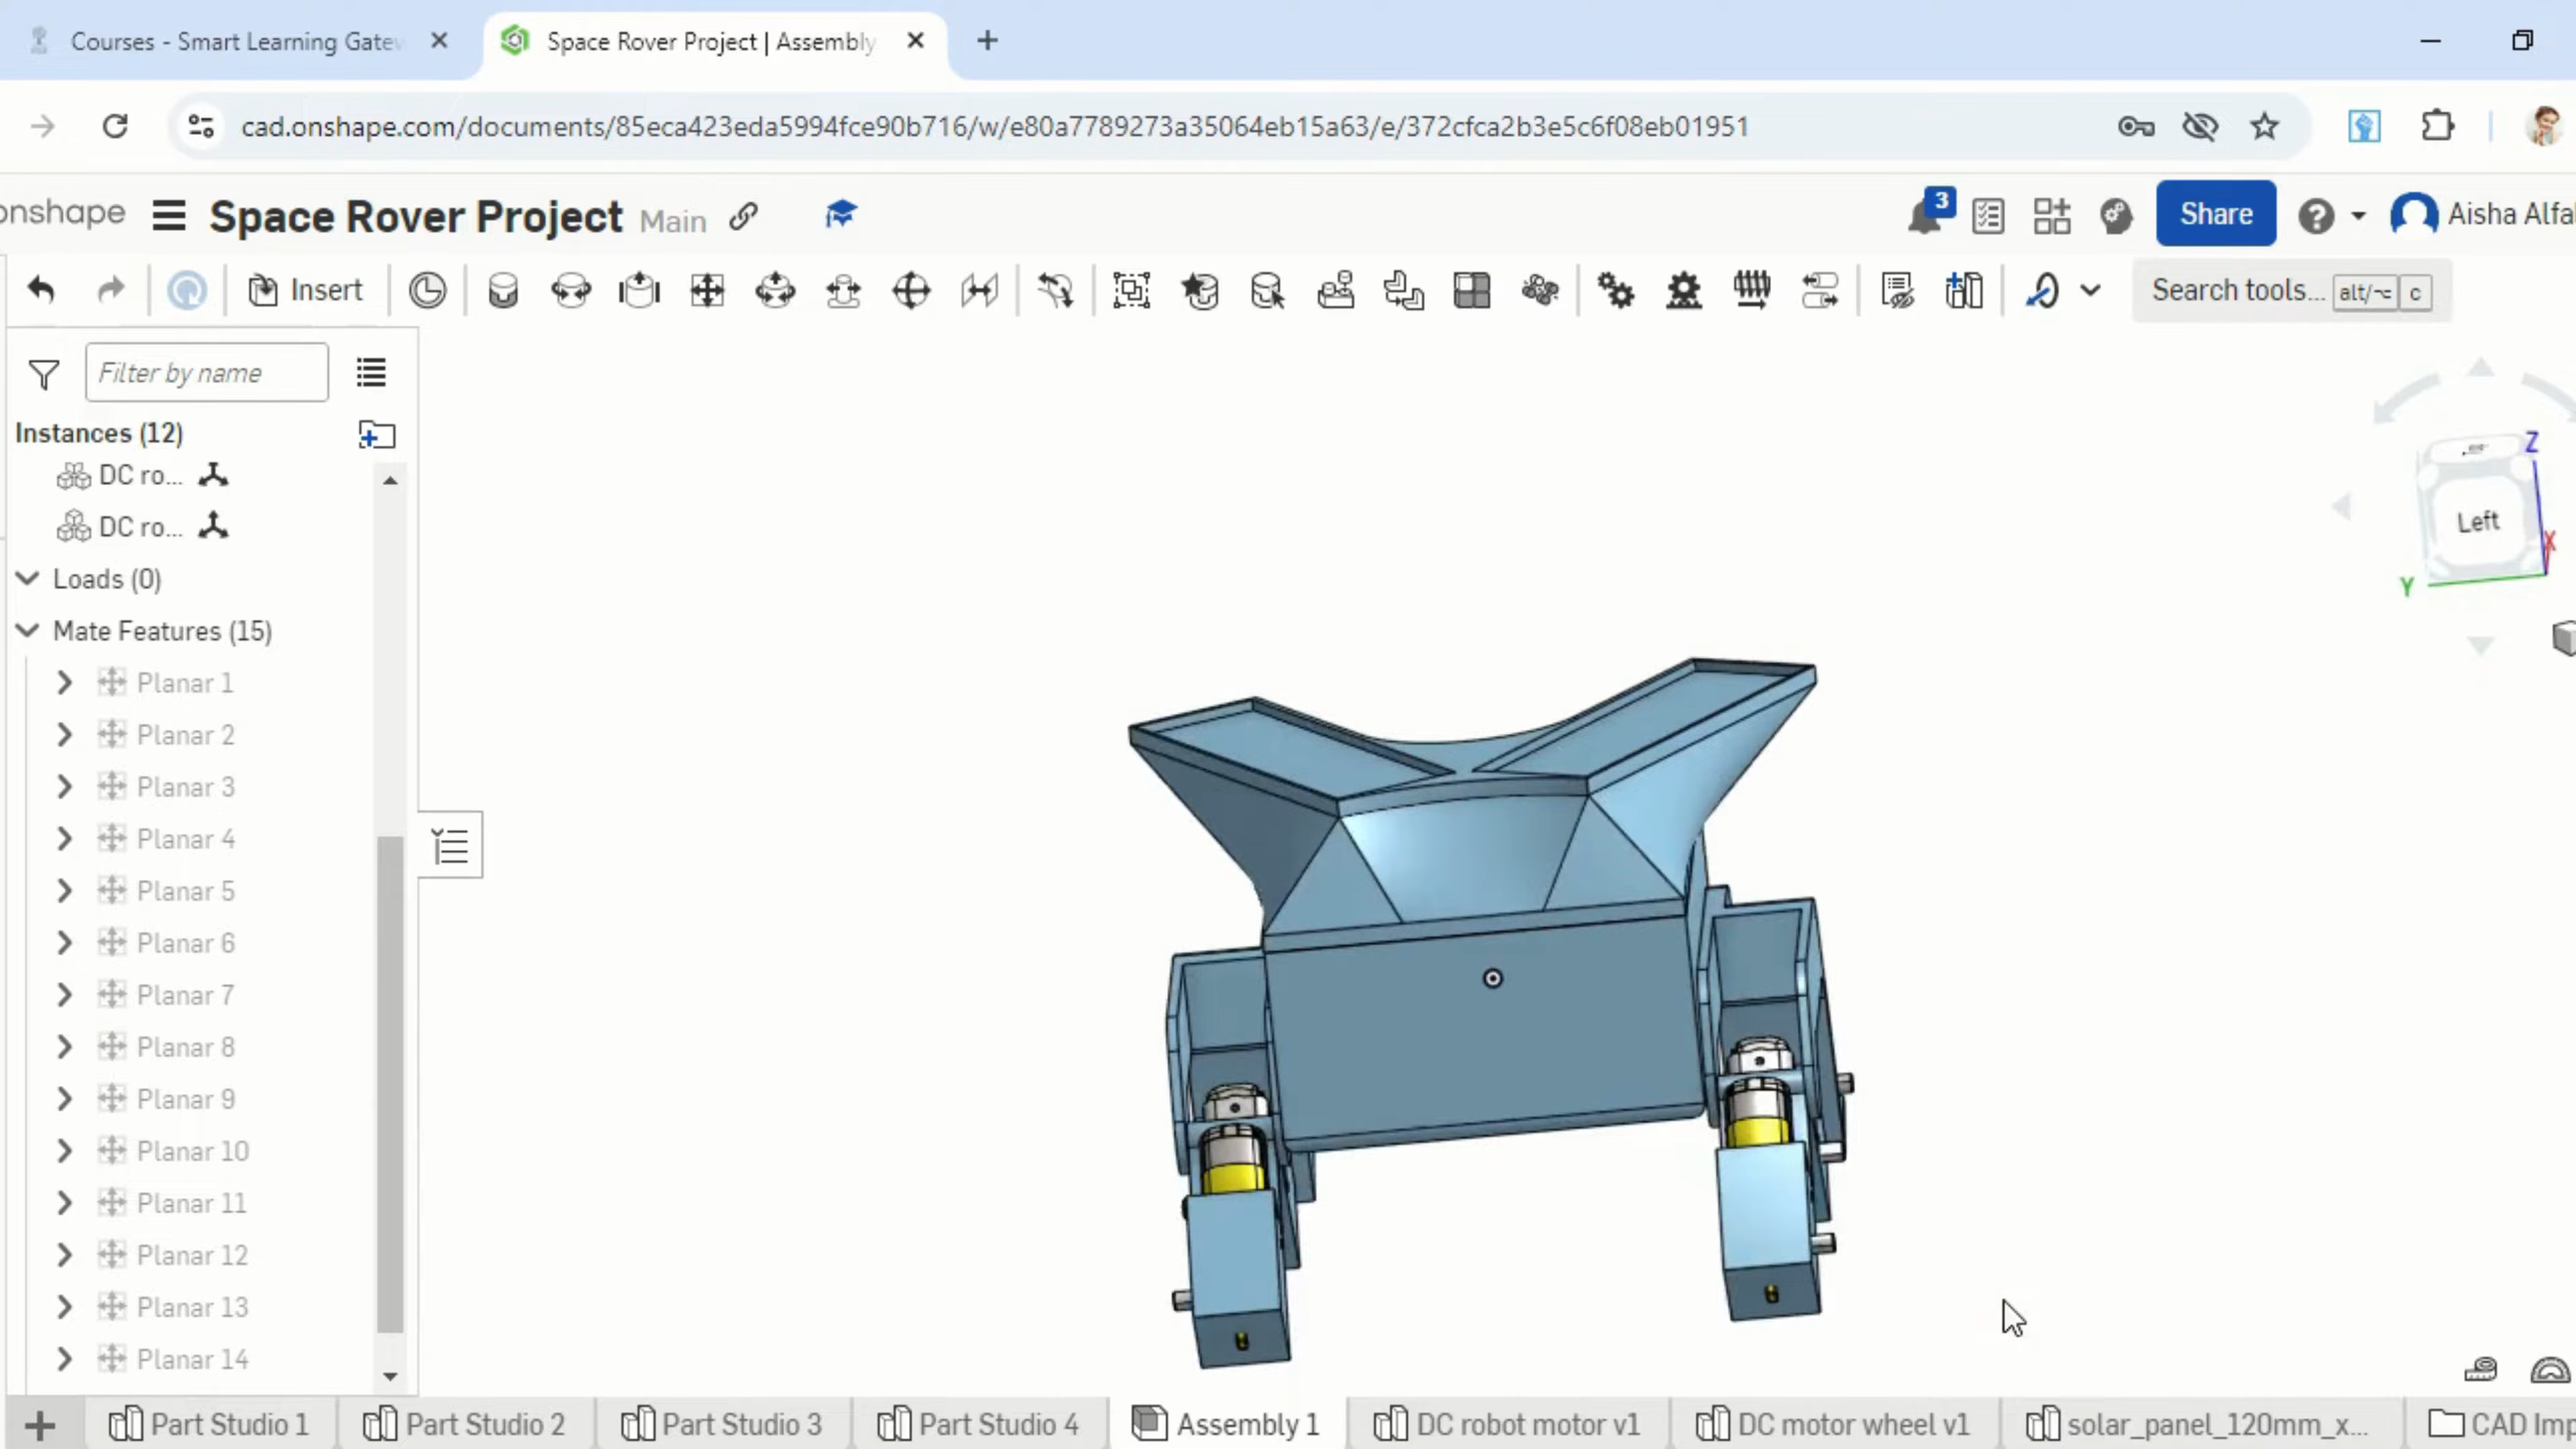 Courses - Smart Learning Gatew
Space Rover Project | Assembly
cad.onshape.com/documents/85eca423eda5994fce90b716/w/e80a7789273a35064eb15a63/e/372cfca2b3e5c6f08eb01951
onshape
Space Rover Project Main
3
Share
Aisha Alfal
Insert
Search tools... alt/⌥ c
Filter by name
Instances (12)
DC ro...
DC ro...
Loads (0)
Mate Features (15)
Planar 1
Planar 2
Planar 3
Planar 4
Planar 5
Planar 6
Planar 7
Planar 8
Planar 9
Planar 10
Planar 11
Planar 12
Planar 13
Planar 14
Z
Left
X
Y
Part Studio 1
Part Studio 2
Part Studio 3
Part Studio 4
Assembly 1
DC robot motor v1
DC motor wheel v1
solar_panel_120mm_x...
CAD Imp